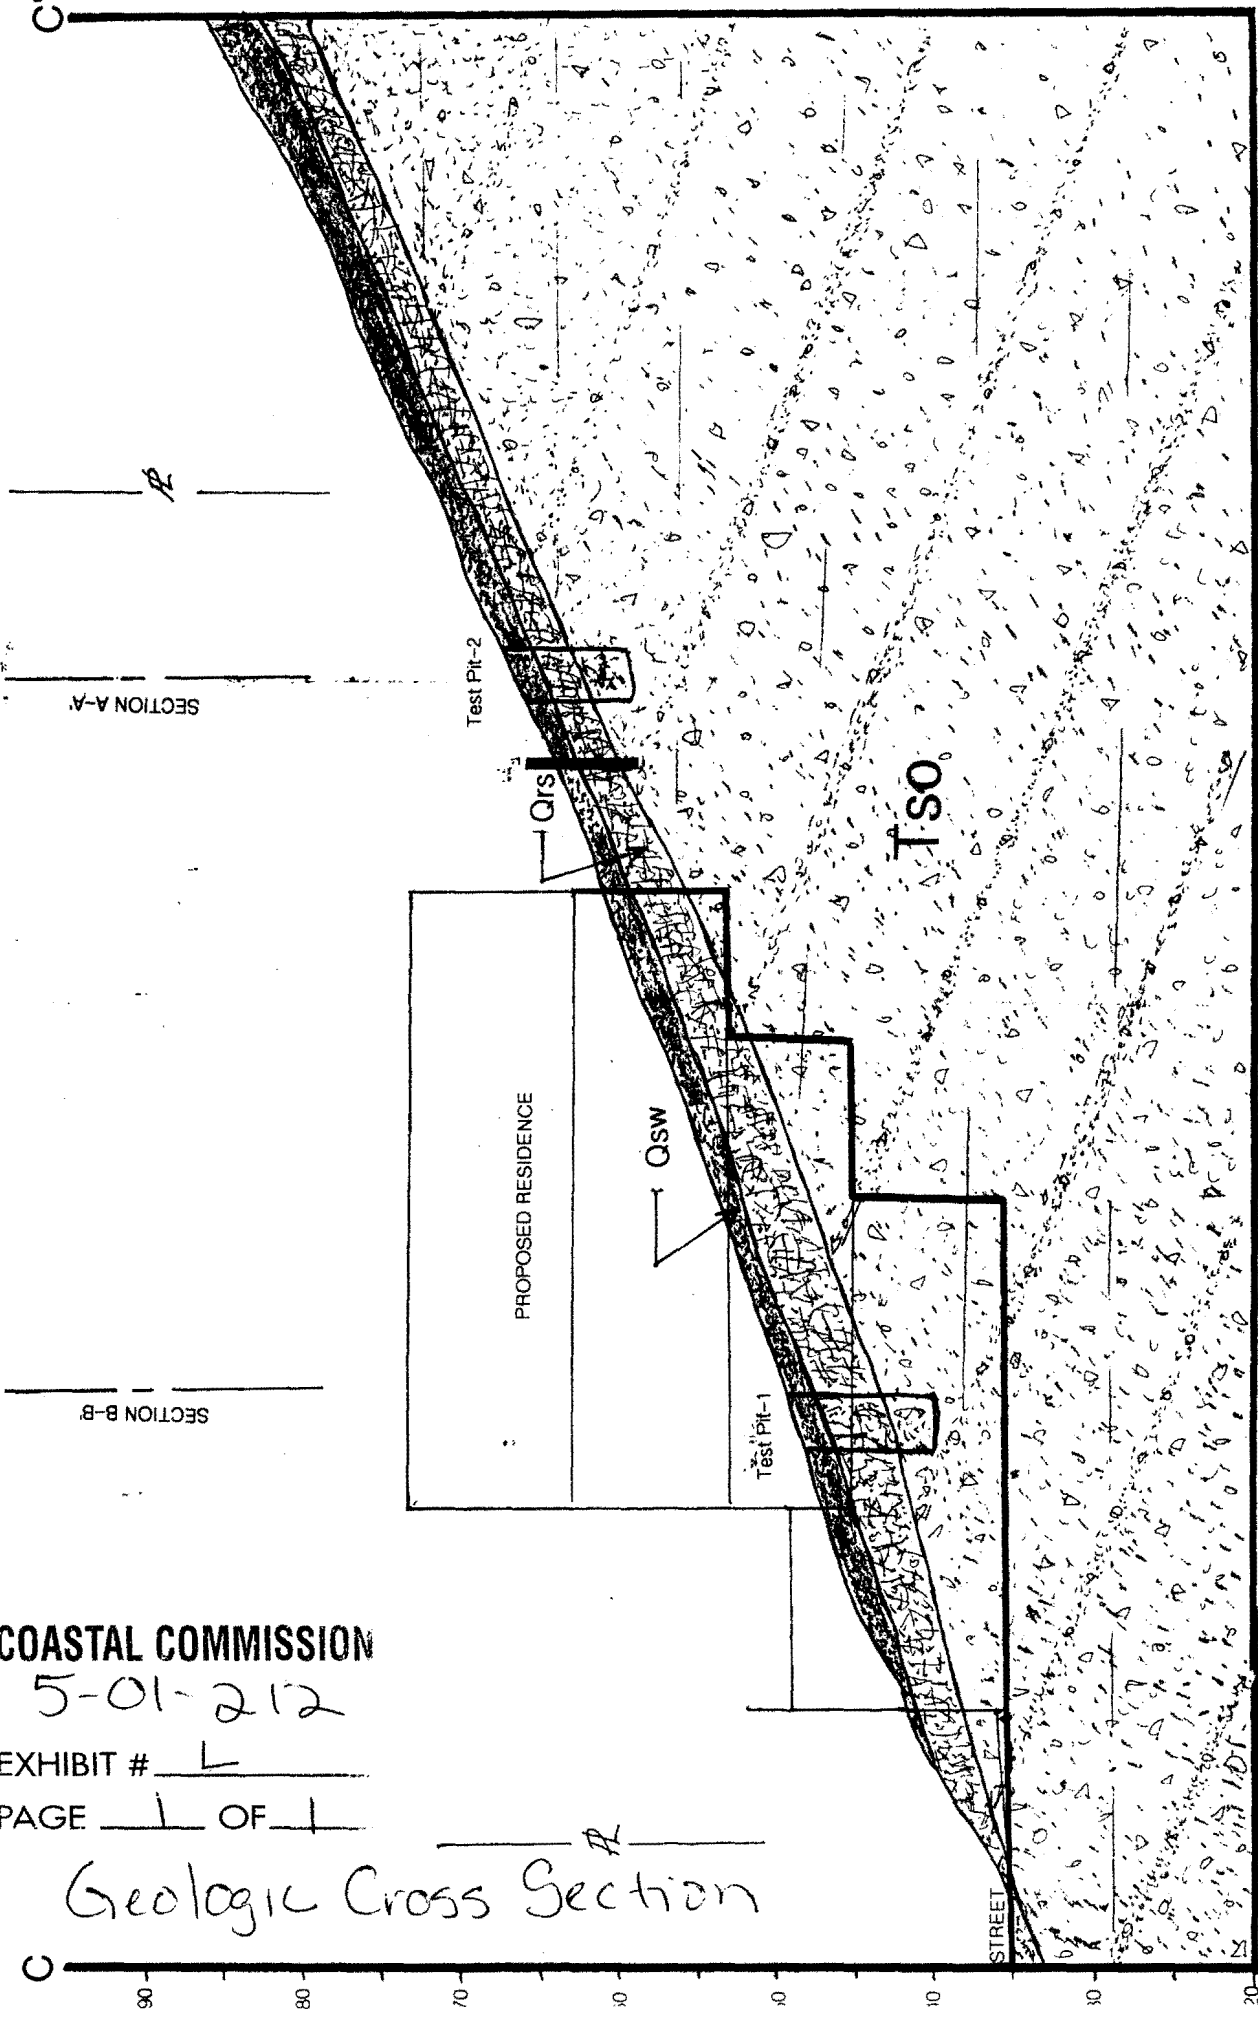 C'
SECTION A-A'
Test Pit-2
Qrs
Tso
PROPOSED RESIDENCE
Qsw
SECTION B-B'
Test Pit-1
COASTAL COMMISSION
5-01-212
EXHIBIT # L
PAGE 1 OF 1
Geologic Cross Section
STREET
C
90
80
70
20